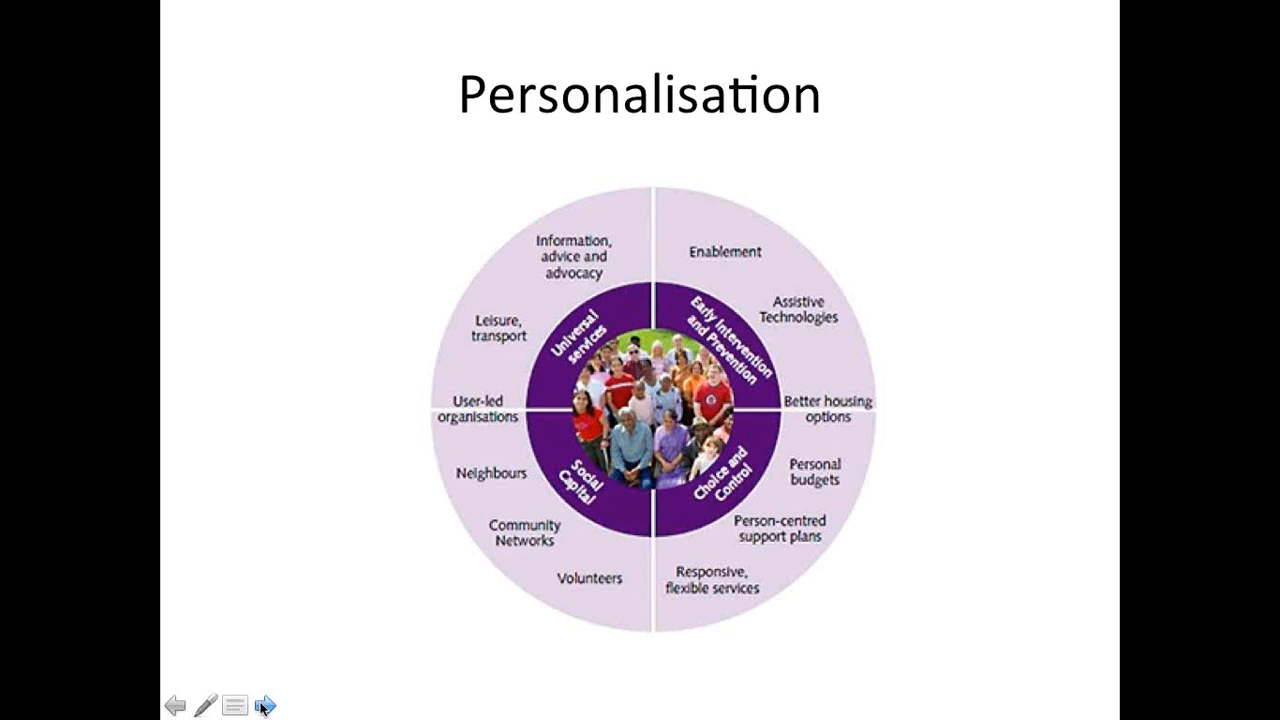 Personalisation
Information,
advice and
advocacy
Leisure,
transport
User-led
organisations
Universal
services
Enablement
Assistive
Technologies
Better housing
options
Early Intervention
and Prevention
Social
Capital
Neighbours
Community
Networks
Volunteers
Choice and
Control
Personal
budgets
Person-centred
support plans
Responsive,
flexible services